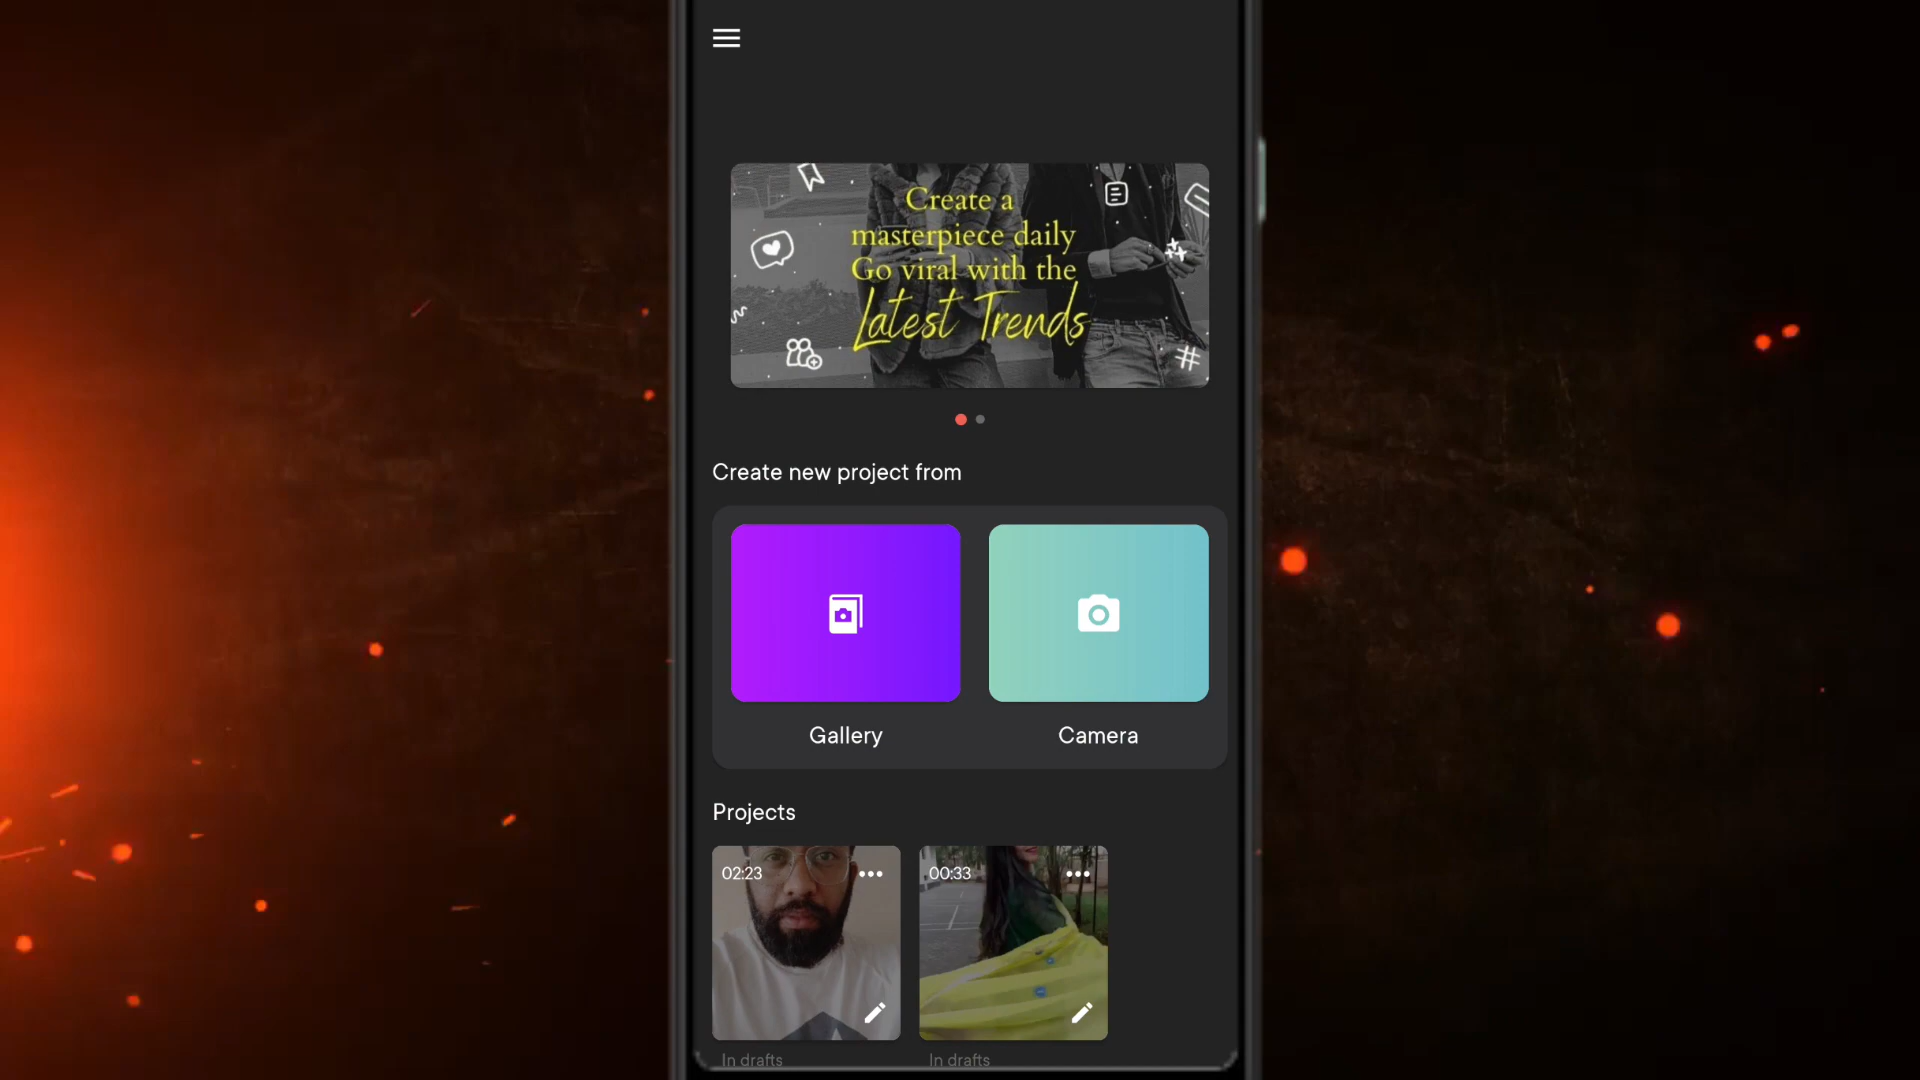 Create a
masterpiece daily
Go viral with the
Latest Trends
Create new project from
Gallery
Camera
Projects
02:23
00:33
In drafts
In drafts